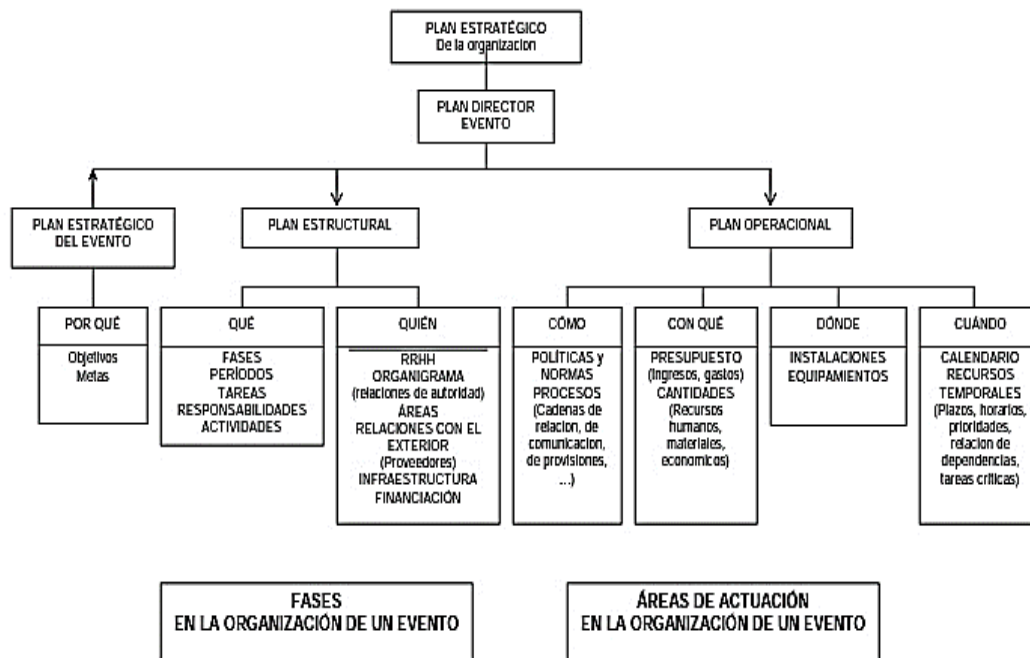 PLAN ESTRATÉGICO
De la organizacion
PLAN DIRECTOR
EVENTO
PLAN ESTRATÉGICO
DEL EVENTO
PLAN ESTRUCTURAL
PLAN OPERACIONAL
POR QUÉ
Objetivos
Metas
QUÉ
FASES
PERÍODOS
TAREAS
RESPONSABILIDADES
ACTIVIDADES
QUIÉN
RRHH
ORGANIGRAMA
(relaciones de autoridad)
ÁREAS
RELACIONES CON EL
EXTERIOR
(Proveedores)
INFRAESTRUCTURA
FINANCIACIÓN
CÓMO
POLÍTICAS y
NORMAS
PROCESOS
(Cadenas de
relacion, de
comunicacion,
de provisiones,
...)
CON QUÉ
PRESUPUESTO
(Ingresos, gastos)
CANTIDADES
(Recursos
humanos,
materiales,
economicos)
DÓNDE
INSTALACIONES
EQUIPAMIENTOS
CUÁNDO
CALENDARIO
RECURSOS
TEMPORALES
(Plazos, horarios,
prioridades,
relacion de
dependencias,
tareas criticas)
FASES
EN LA ORGANIZACIÓN DE UN EVENTO
ÁREAS DE ACTUACIÓN
EN LA ORGANIZACIÓN DE UN EVENTO